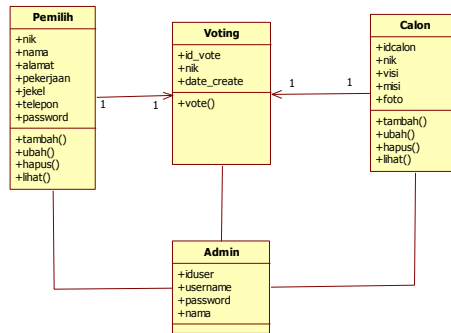 Pemilih
+nik
+nama
+alamat
+pekerjaan
+jekel
+telepon
+password
+tambah()
+ubah()
+hapus()
+lihat()
1
1
Voting
+id_vote
+nik
+date_create
+vote()
1
1
Calon
+idcalon
+nik
+visi
+misi
+foto
+tambah()
+ubah()
+hapus()
+lihat()
Admin
+iduser
+username
+password
+nama